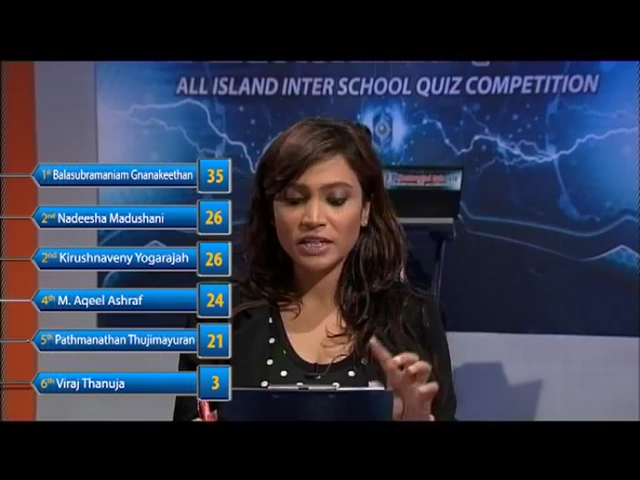 ALL ISLAND INTER SCHOOL QUIZ COMPETITION
1st Balasubramaniam Gnanakeethan 35
2nd Nadeesha Madushani 26
2nd Kirushnaveny Yogarajah 26
4th M. Aqeel Ashraf 24
5th Pathmanathan Thujimayuran 21
6th Viraj Thanuja 3